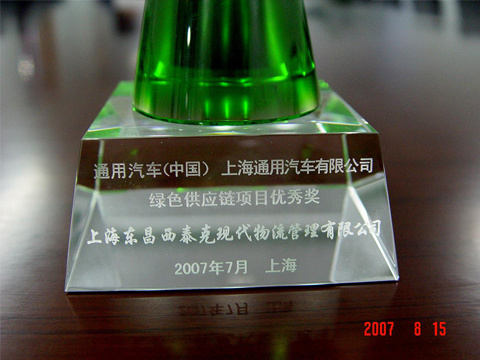 通用汽车(中国) 上海通用汽车有限公司
绿色供应链项目优秀奖
上海东昌西泰克现代物流管理有限公司
2007年7月 上海
2007 8 15